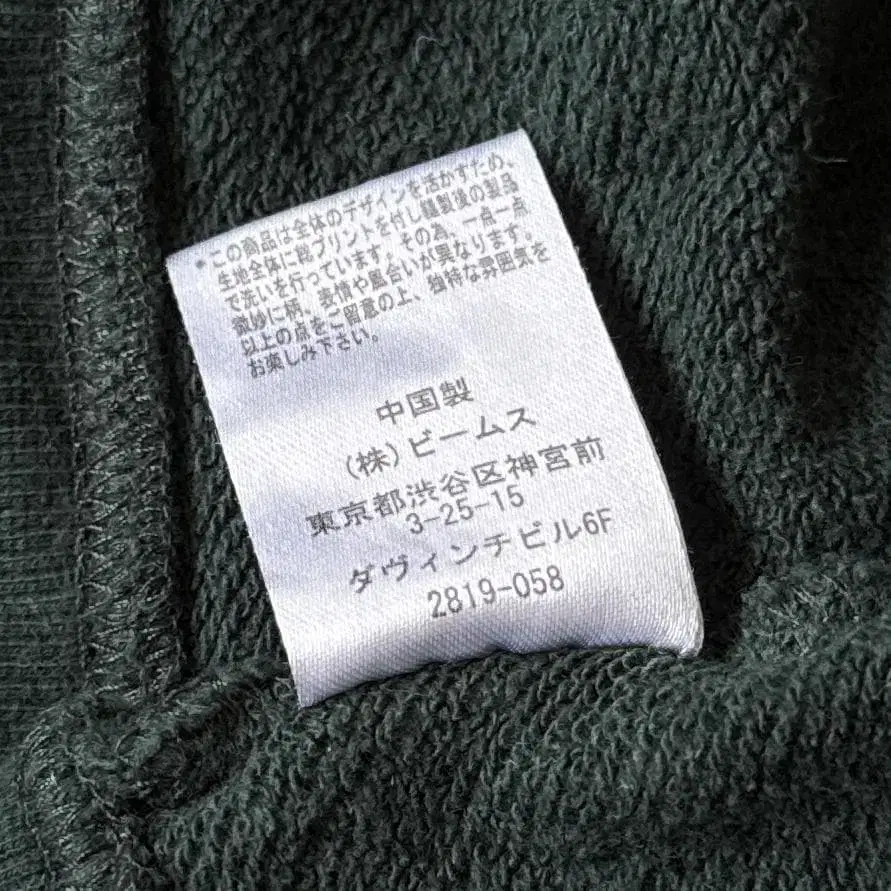 *この商品は全体のデザインを活かすため、
生地全体に総プリントを付し縫製後の製品
で洗いを行っています。その為、一点一点
微妙に柄、表情や風合いが異なります。
以上の点をご留意の上、独特な雰囲気を
お楽しみ下さい。
中国製
(株)ビームス
東京都渋谷区神宮前
3-25-15
ダヴィンチビル6F
2819-058